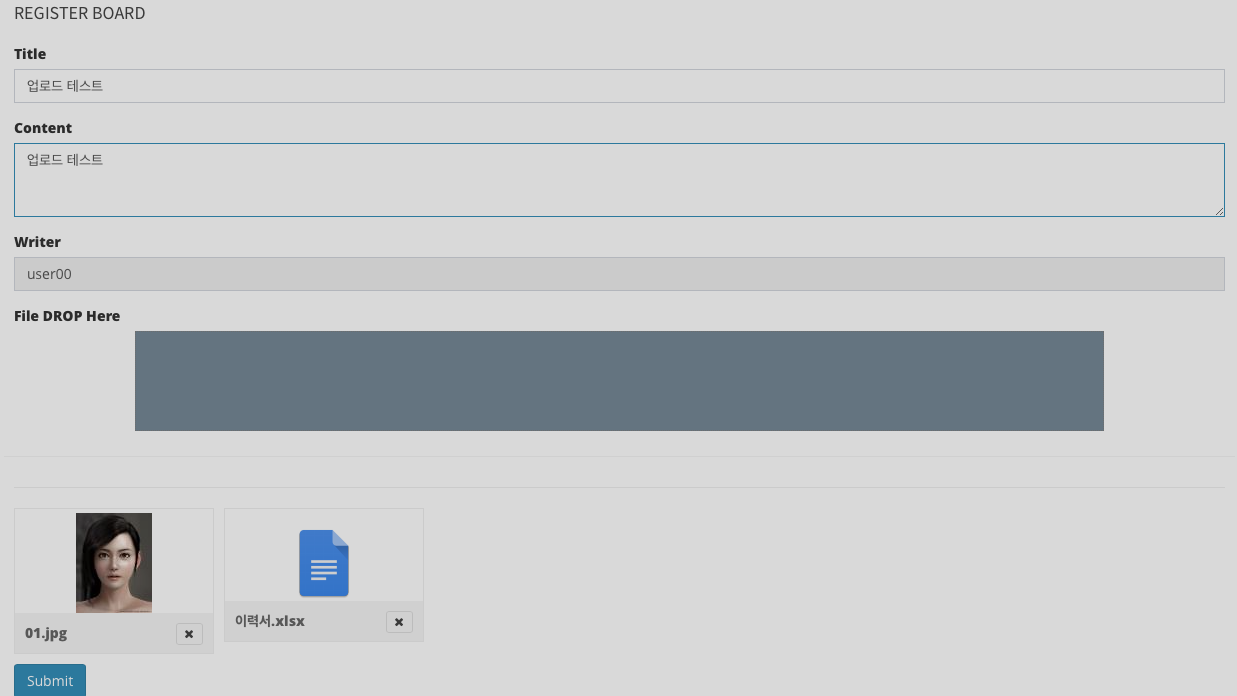 REGISTER BOARD
Title
업로드 테스트
Content
업로드 테스트
Writer
user00
File DROP Here
01.jpg
이력서.xlsx
Submit